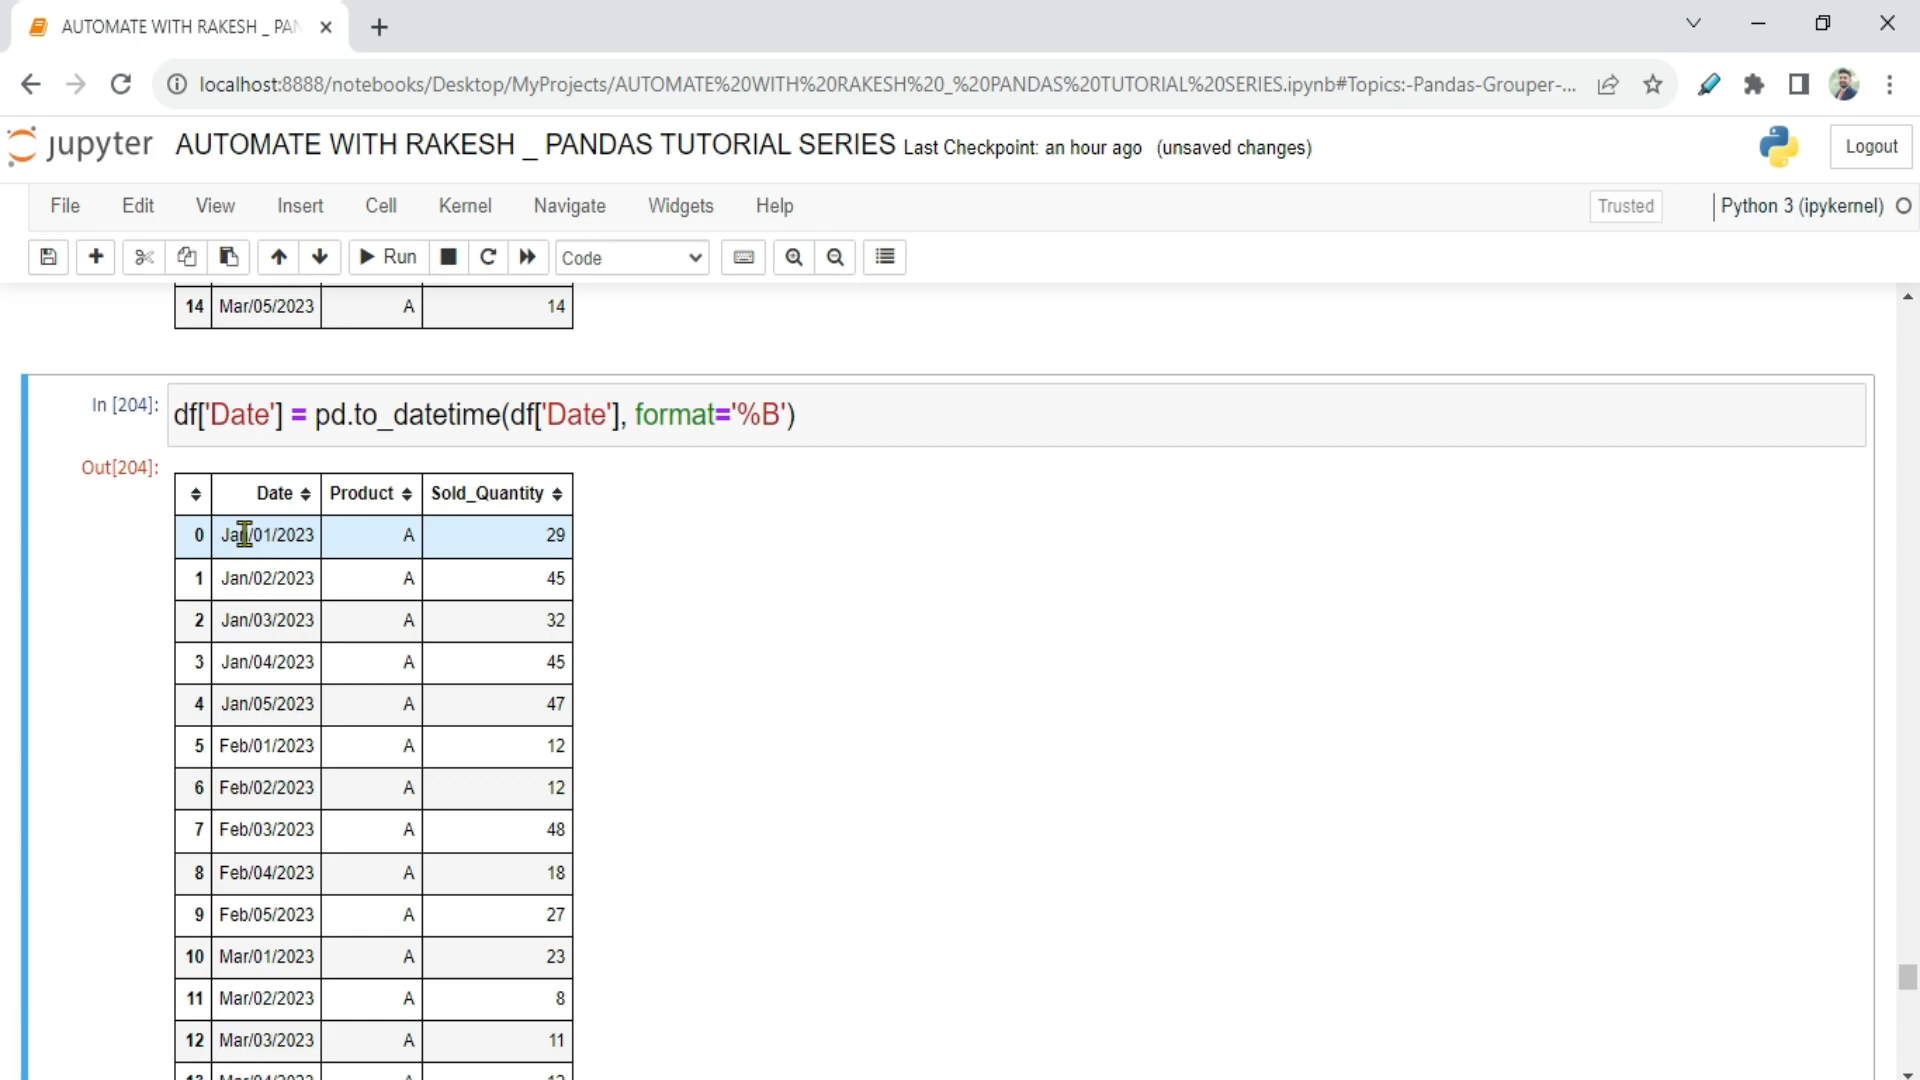 AUTOMATE WITH RAKESH _ PAN
localhost:8888/notebooks/Desktop/MyProjects/AUTOMATE%20WITH%20RAKESH%20_%20PANDAS%20TUTORIAL%20SERIES.ipynb#Topics:-Pandas-Grouper-...
jupyter AUTOMATE WITH RAKESH _ PANDAS TUTORIAL SERIES Last Checkpoint: an hour ago (unsaved changes) Logout
File Edit View Insert Cell Kernel Navigate Widgets Help Trusted Python 3 (ipykernel)
Run Code
14 Mar/05/2023 A 14
In [204]: df['Date'] = pd.to_datetime(df['Date'], format='%B')
Out[204]:
Date Product Sold_Quantity
0 Jan/01/2023 A 29
1 Jan/02/2023 A 45
2 Jan/03/2023 A 32
3 Jan/04/2023 A 45
4 Jan/05/2023 A 47
5 Feb/01/2023 A 12
6 Feb/02/2023 A 12
7 Feb/03/2023 A 48
8 Feb/04/2023 A 18
9 Feb/05/2023 A 27
10 Mar/01/2023 A 23
11 Mar/02/2023 A 8
12 Mar/03/2023 A 11